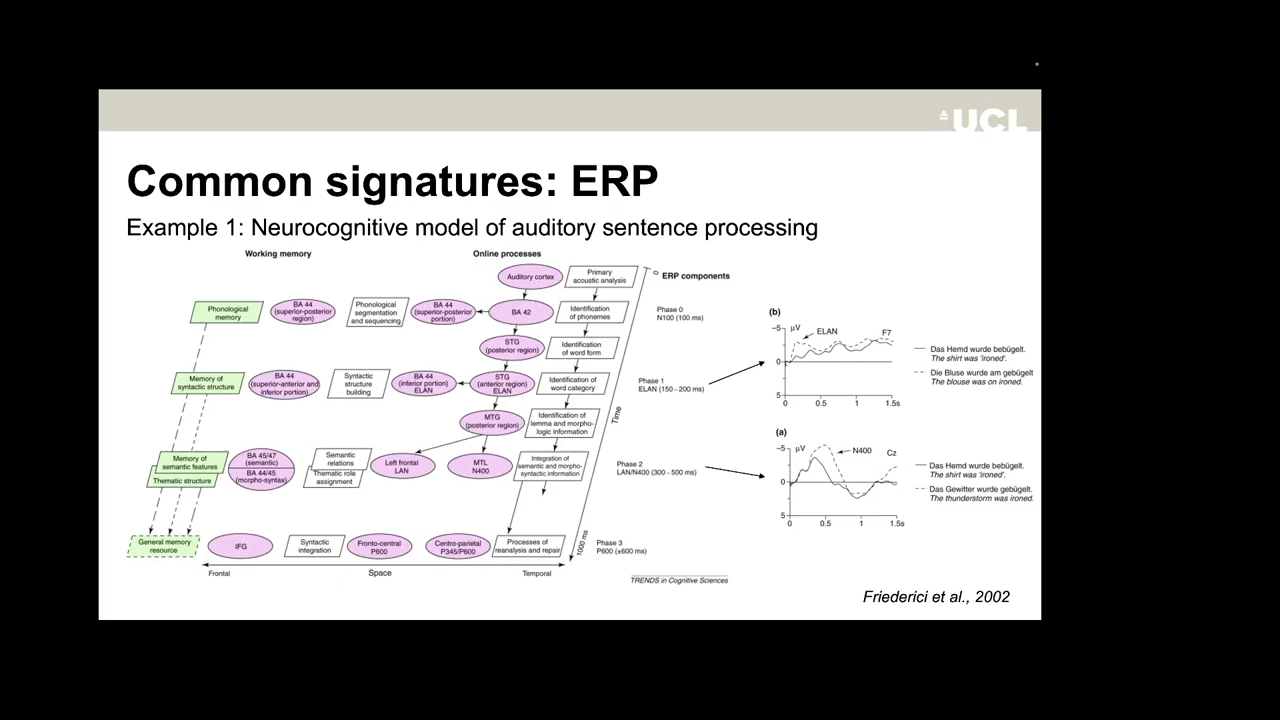 UCL
Common signatures: ERP
Example 1: Neurocognitive model of auditory sentence processing
Working memory
Online processes
ERP components
Auditory cortex
Primary
acoustic analysis
0
Phonological
memory
BA 44
(superior-posterior
region)
Phonological
segmentation
and sequencing
BA 44
(superior-posterior
portion)
BA 42
Identification
of phonemes
Phase 0
N100 (100 ms)
STG
(posterior region)
Identification
of word form
Memory of
syntactic structure
BA 44
(superior-anterior and
inferior portion)
Syntactic
structure
building
BA 44
(inferior portion)
ELAN
STG
(anterior region)
ELAN
Identification of
word category
Phase 1
ELAN (150–200 ms)
Time
MTG
(posterior region)
Identification of
lemma and morpho-
logic information
Memory of
semantic features
Thematic structure
BA 45/47
(semantic)
BA 44/45
(morpho-syntax)
Semantic
relations
Thematic role
assignment
Left frontal
LAN
MTL
N400
Integration of
semantic and morpho-
syntactic information
Phase 2
LAN/N400 (300–500 ms)
General memory
resource
IFG
Syntactic
integration
Fronto-central
P600
Centro-parietal
P345/P600
Processes of
reanalysis and repair
1000 ms
Phase 3
P600 (±600 ms)
Frontal
Space
Temporal
TRENDS in Cognitive Sciences
(b)
–5
µV
ELAN
F7
0
5
0
0.5
1
1.5s
Das Hemd wurde bebügelt.
The shirt was 'ironed'.
Die Bluse wurde am gebügelt
The blouse was on ironed.
(a)
–5
µV
N400
Cz
0
5
0
0.5
1
1.5s
Das Hemd wurde bebügelt.
The shirt was 'ironed'.
Das Gewitter wurde gebügelt.
The thunderstorm was ironed.
Friederici et al., 2002